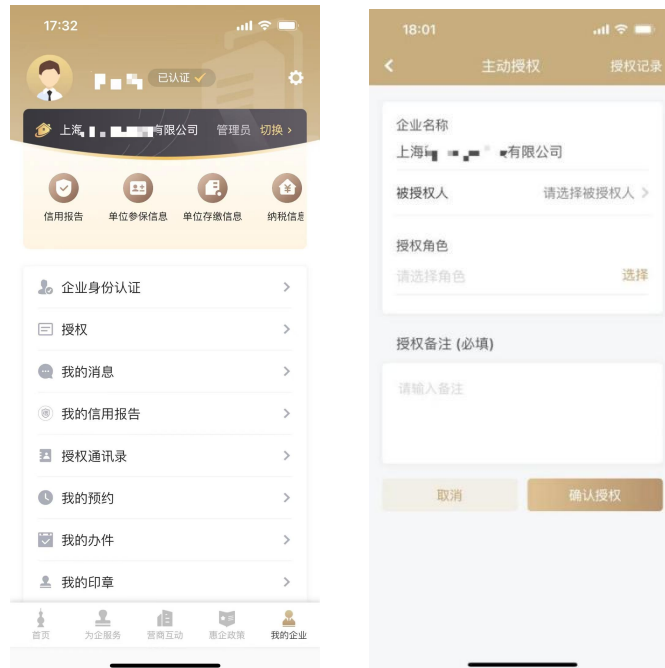 17:32
已认证
上海 有限公司 管理员 切换 >
信用报告 单位参保信息 单位存缴信息 纳税信息
企业身份认证
授权
我的消息
我的信用报告
授权通讯录
我的预约
我的办件
我的印章
首页 为企服务 营商互动 惠企政策 我的企业
18:01
主动授权 授权记录
企业名称
上海 有限公司
被授权人 请选择被授权人 >
授权角色
请选择角色 选择
授权备注 (必填)
请输入备注
取消 确认授权